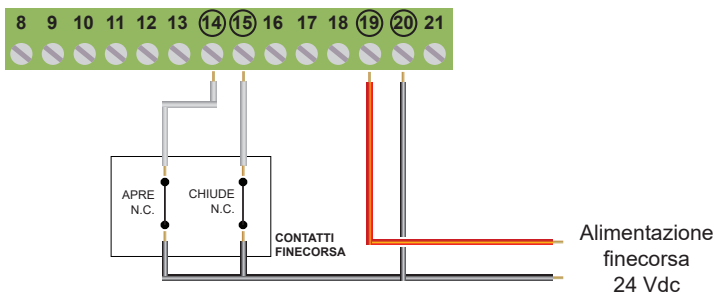 8 9 10 11 12 13 14 15 16 17 18 19 20 21
APRE
N.C.
CHIUDE
N.C.
CONTATTI
FINECORSA
Alimentazione
finecorsa
24 Vdc